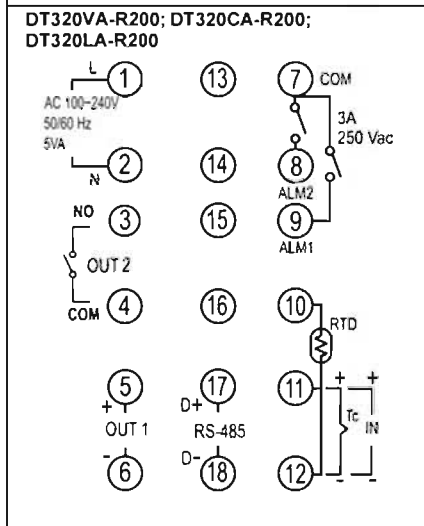 DT320VA-R200; DT320CA-R200;
DT320LA-R200
L
1
13
7
COM
AC 100~240V
50/60 Hz
5VA
3A
250 Vac
N
2
14
8
ALM2
NO
3
15
9
ALM1
OUT 2
COM
4
16
10
RTD
5
17
11
+
+
+
D+
Tc
IN
OUT 1
RS-485
-
D-
-
-
6
18
12